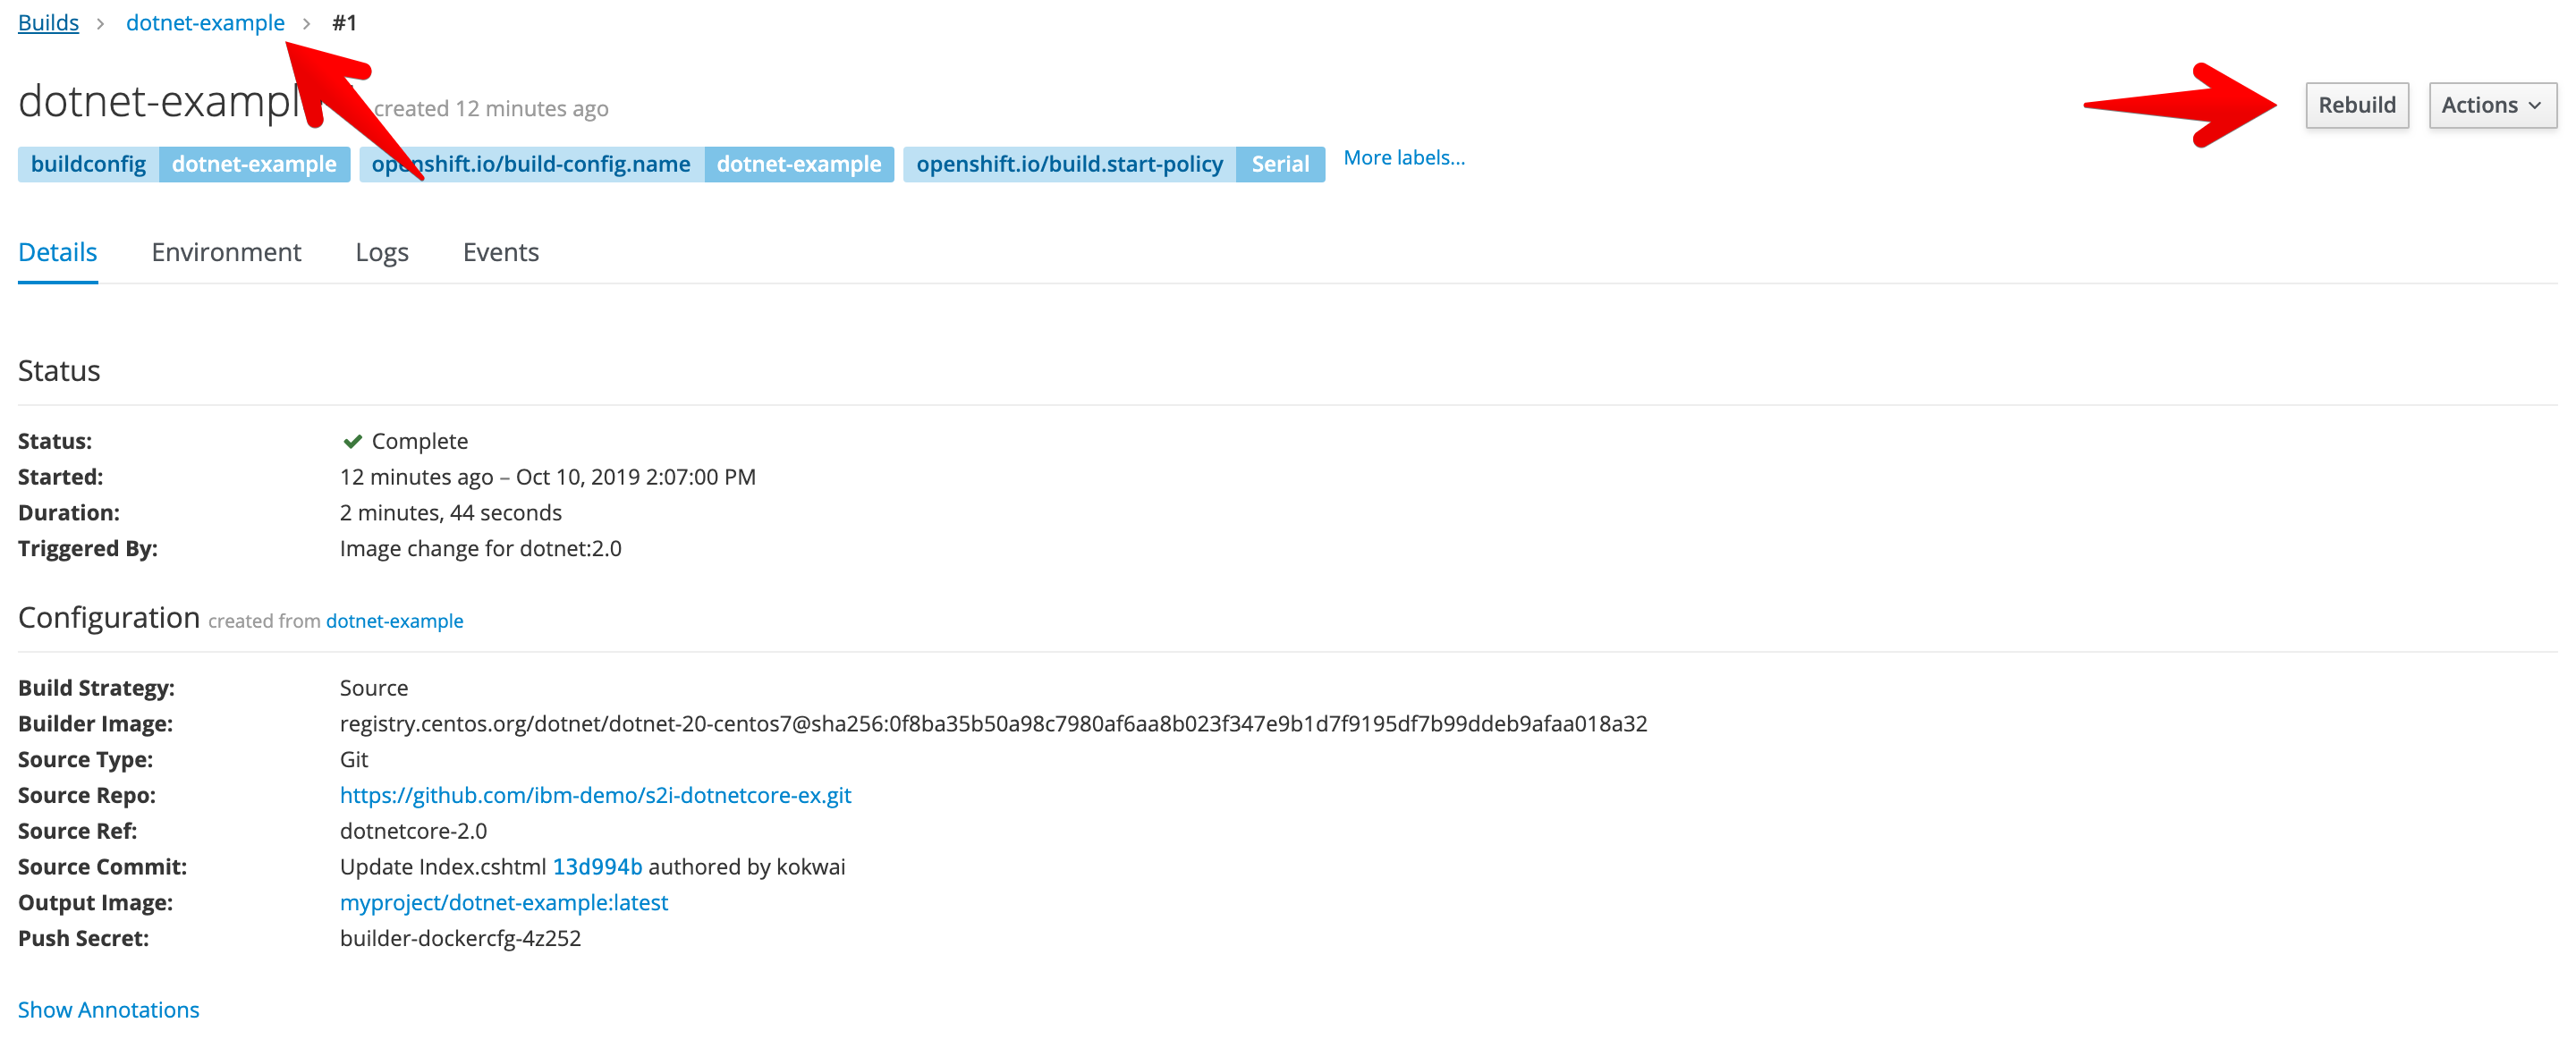 Builds > dotnet-example > #1
created 12 minutes ago
Rebuild Actions
buildconfig dotnet-example openshift.io/build-config.name dotnet-example openshift.io/build.start-policy Serial More labels...
Details Environment Logs Events
Status
Status: Complete
Started: 12 minutes ago – Oct 10, 2019 2:07:00 PM
Duration: 2 minutes, 44 seconds
Triggered By: Image change for dotnet:2.0
Configuration created from dotnet-example
Build Strategy: Source
Builder Image: registry.centos.org/dotnet/dotnet-20-centos7@sha256:0f8ba35b50a98c7980af6aa8b023f347e9b1d7f9195df7b99ddeb9afaa018a32
Source Type: Git
Source Repo: https://github.com/ibm-demo/s2i-dotnetcore-ex.git
Source Ref: dotnetcore-2.0
Source Commit: Update Index.cshtml 13d994b authored by kokwai
Output Image: myproject/dotnet-example:latest
Push Secret: builder-dockercfg-4z252
Show Annotations